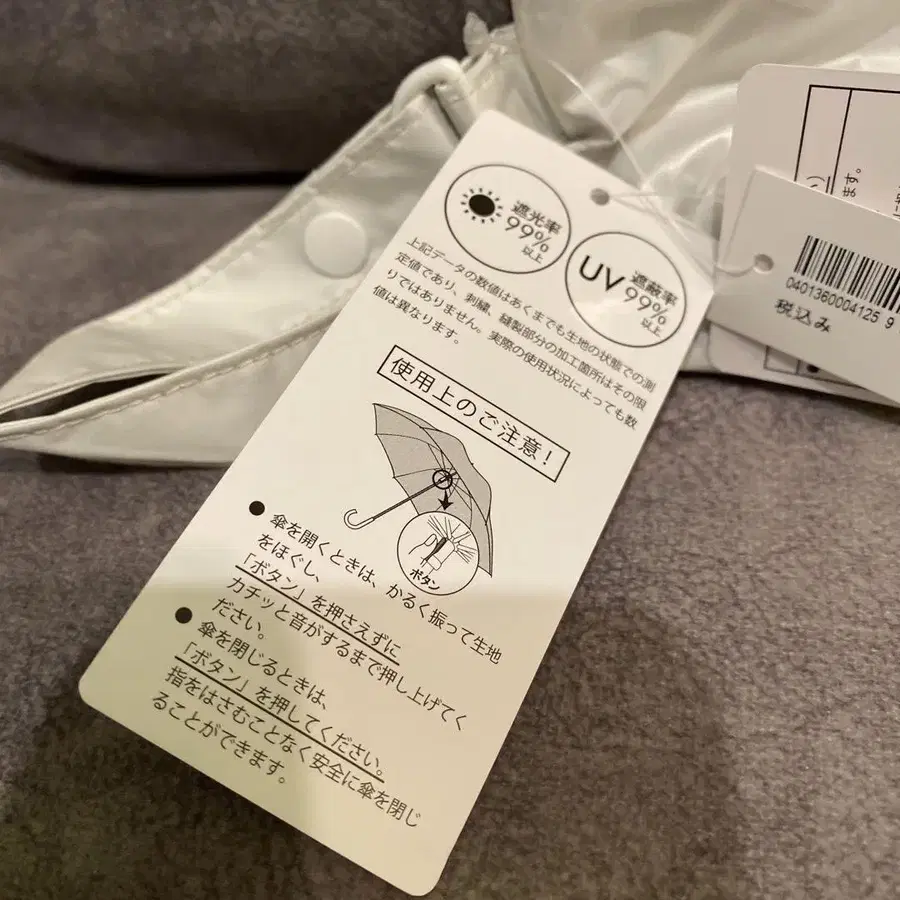 遮光率
99%
以上
UV
遮蔽率
99%
以上
上記データの数値はあくまでも生地の状態での測
定値であり、刺繍、縫製部分の加工箇所はその限
りではありません。実際の使用状況によっても数
値は異なります。
使用上のご注意!
ボタン
● 傘を開くときは、かるく振って生地
をほぐし、
「ボタン」を押さえずに
カチッと音がするまで押し上げてく
ださい。
● 傘を閉じるときは、
「ボタン」を押してください。
指をはさむことなく安全に傘を閉じ
ることができます。
ます。
0401360004125 9
税込み